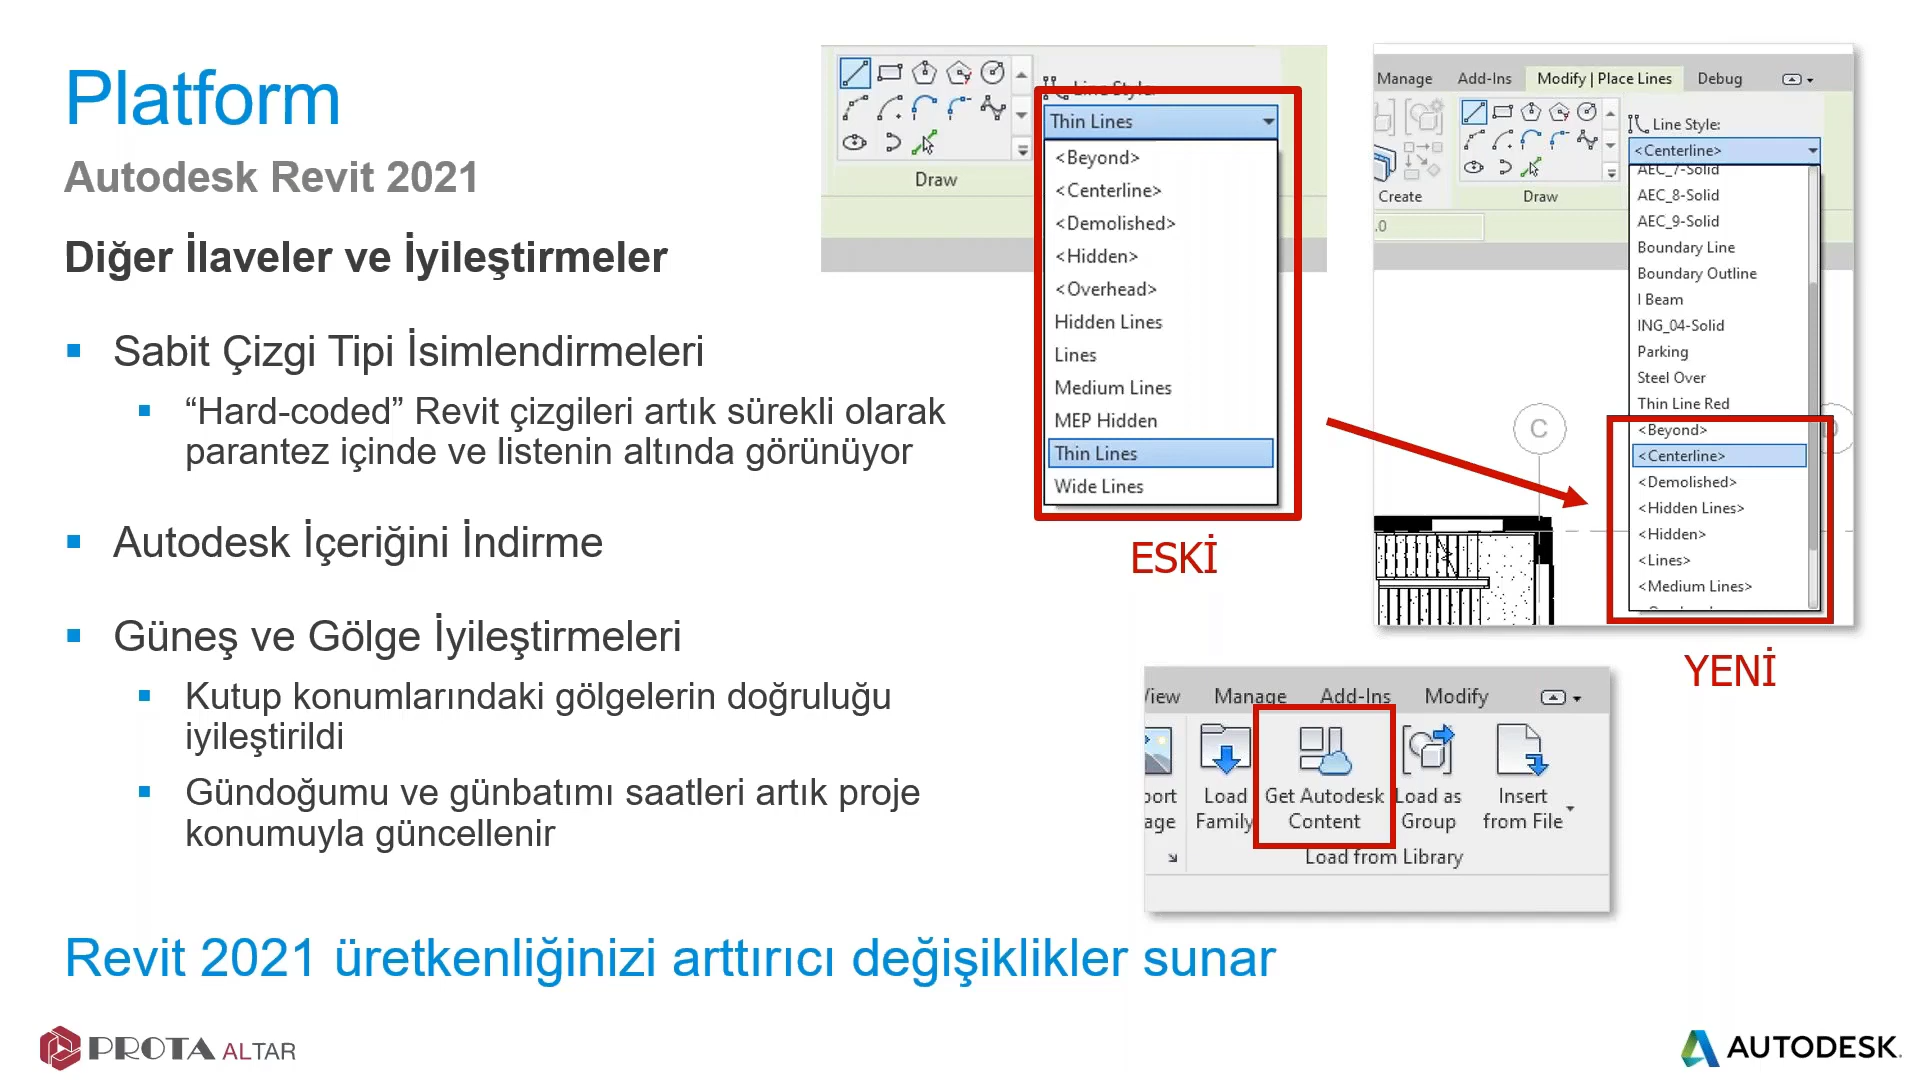 Platform
Autodesk Revit 2021
Diğer İlaveler ve İyileştirmeler
Sabit Çizgi Tipi İsimlendirmeleri
“Hard-coded” Revit çizgileri artık sürekli olarak
parantez içinde ve listenin altında görünüyor
Autodesk İçeriğini İndirme
Güneş ve Gölge İyileştirmeleri
Kutup konumlarındaki gölgelerin doğruluğu
iyileştirildi
Gündoğumu ve günbatımı saatleri artık proje
konumuyla güncellenir
Revit 2021 üretkenliğinizi arttırıcı değişiklikler sunar
Draw
Line Style:
Thin Lines
<Beyond>
<Centerline>
<Demolished>
<Hidden>
<Overhead>
Hidden Lines
Lines
Medium Lines
MEP Hidden
Thin Lines
Wide Lines
ESKİ
Manage Add-Ins Modify | Place Lines Debug
Line Style:
<Centerline>
Create Draw
.0
AEC_7-Solid
AEC_8-Solid
AEC_9-Solid
Boundary Line
Boundary Outline
I Beam
ING_04-Solid
Parking
Steel Over
Thin Line Red
<Beyond>
<Centerline>
<Demolished>
<Hidden Lines>
<Hidden>
<Lines>
<Medium Lines>
C
YENİ
View Manage Add-Ins Modify
Load
Family
Get Autodesk
Content
Load as
Group
Insert
from File
Load from Library
PROTA ALTAR
AUTODESK.